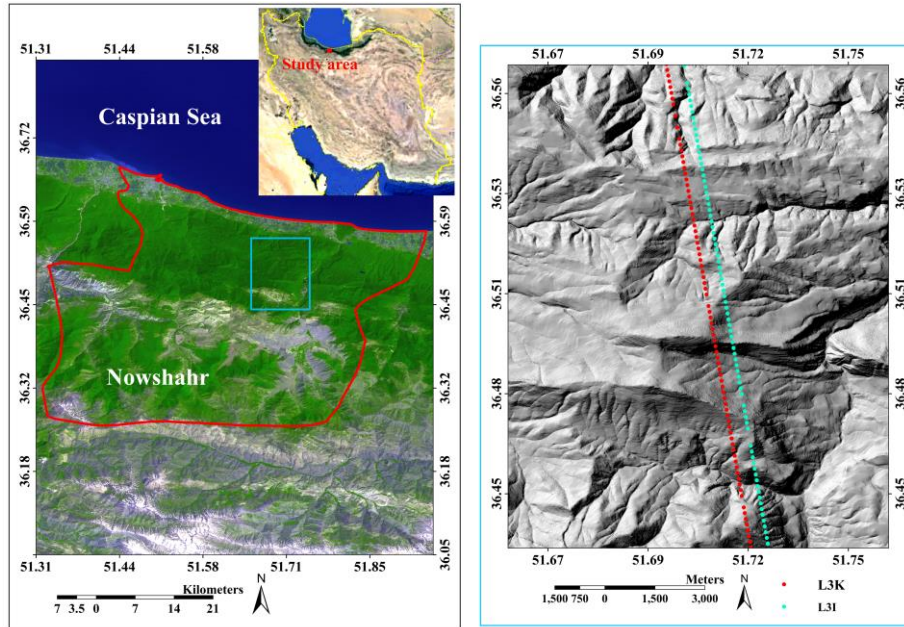 51.31 51.44 51.58
Study area
Caspian Sea
Nowshahr
36.72
36.59
36.45
36.32
36.18
36.59
36.45
36.32
36.18
36.05
51.31 51.44 51.58 51.71 51.85
Kilometers
7 3.5 0 7 14 21
N
51.67 51.69 51.72 51.75
36.56
36.53
36.51
36.48
36.45
36.56
36.53
36.51
36.48
36.45
51.67 51.69 51.72 51.75
Meters
1,500 750 0 1,500 3,000
N
L3K
L3I